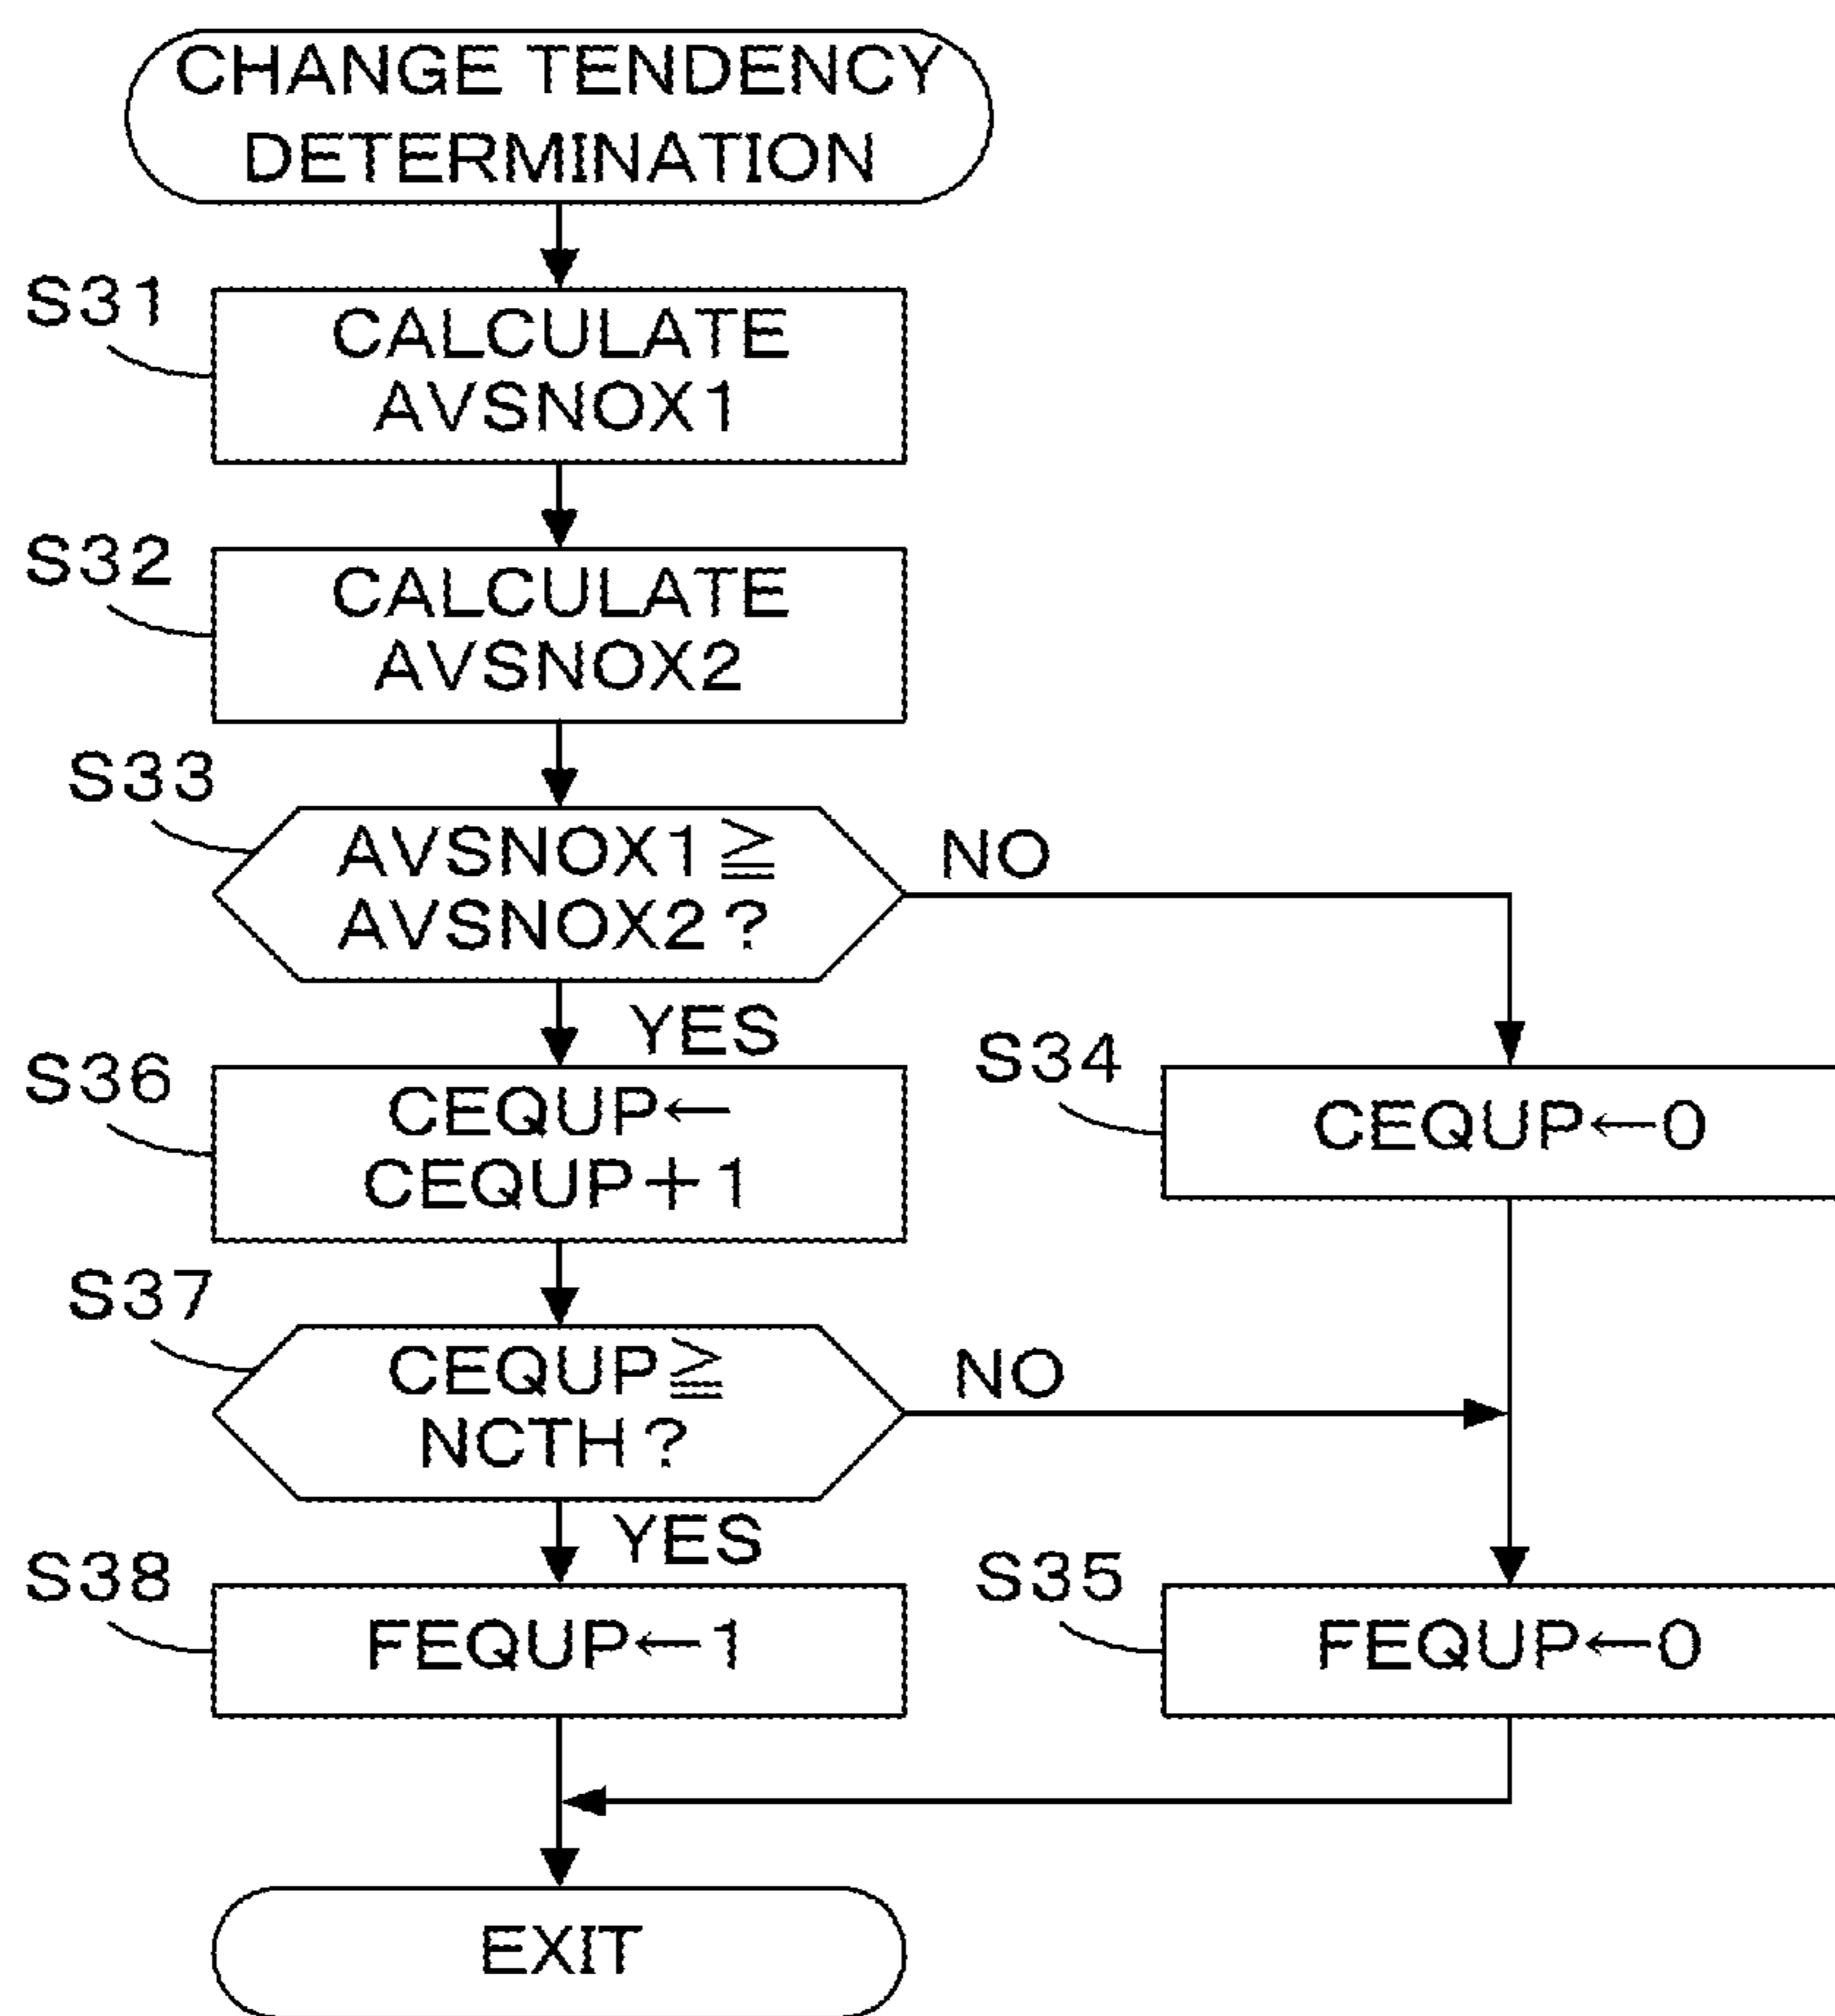 CHANGE TENDENCY
DETERMINATION
S31
CALCULATE
AVSNOX1
S32
CALCULATE
AVSNOX2
S33
AVSNOX1≧
AVSNOX2?
NO
YES
S36
CEQUP←
CEQUP+1
S34
CEQUP←0
S37
CEQUP≧
NCTH?
NO
YES
S38
FEQUP←1
S35
FEQUP←0
EXIT